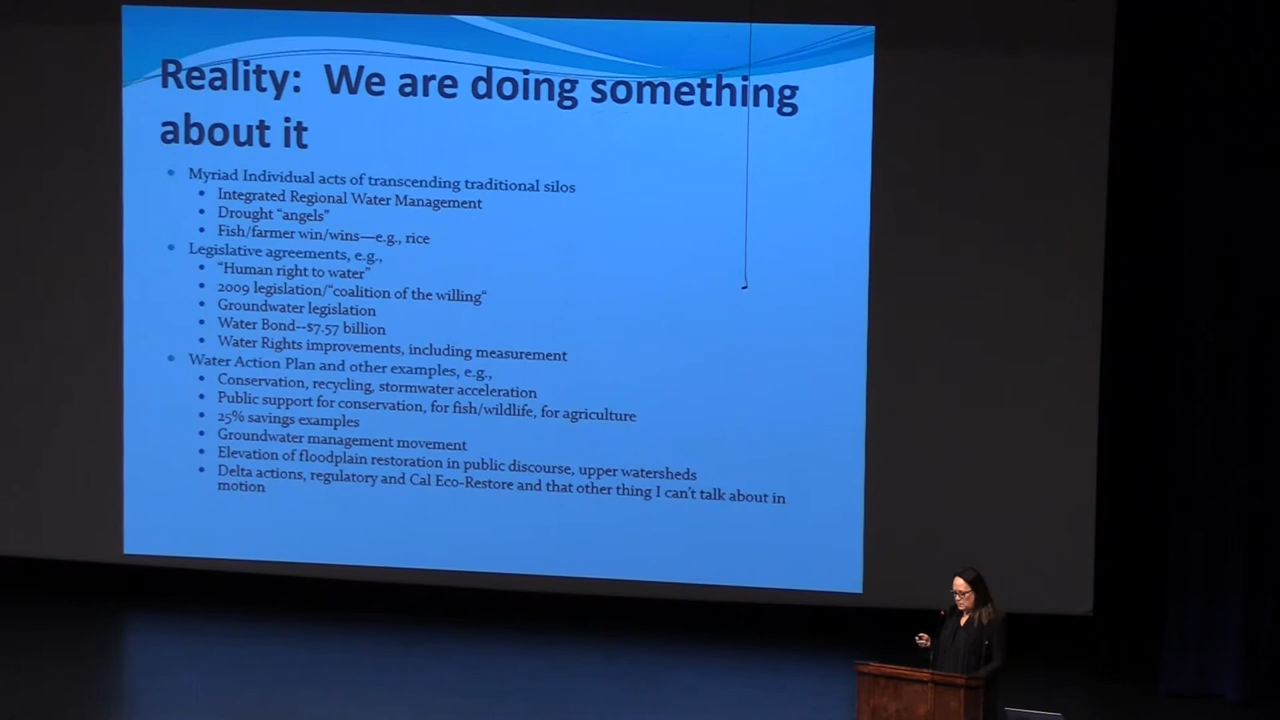 Reality: We are doing something
about it
Myriad Individual acts of transcending traditional silos
Integrated Regional Water Management
Drought “angels”
Fish/farmer win/wins—e.g., rice
Legislative agreements, e.g.,
“Human right to water”
2009 legislation/“coalition of the willing“
Groundwater legislation
Water Bond--$7.57 billion
Water Rights improvements, including measurement
Water Action Plan and other examples, e.g.,
Conservation, recycling, stormwater acceleration
Public support for conservation, for fish/wildlife, for agriculture
25% savings examples
Groundwater management movement
Elevation of floodplain restoration in public discourse, upper watersheds
Delta actions, regulatory and Cal Eco-Restore and that other thing I can’t talk about in
motion